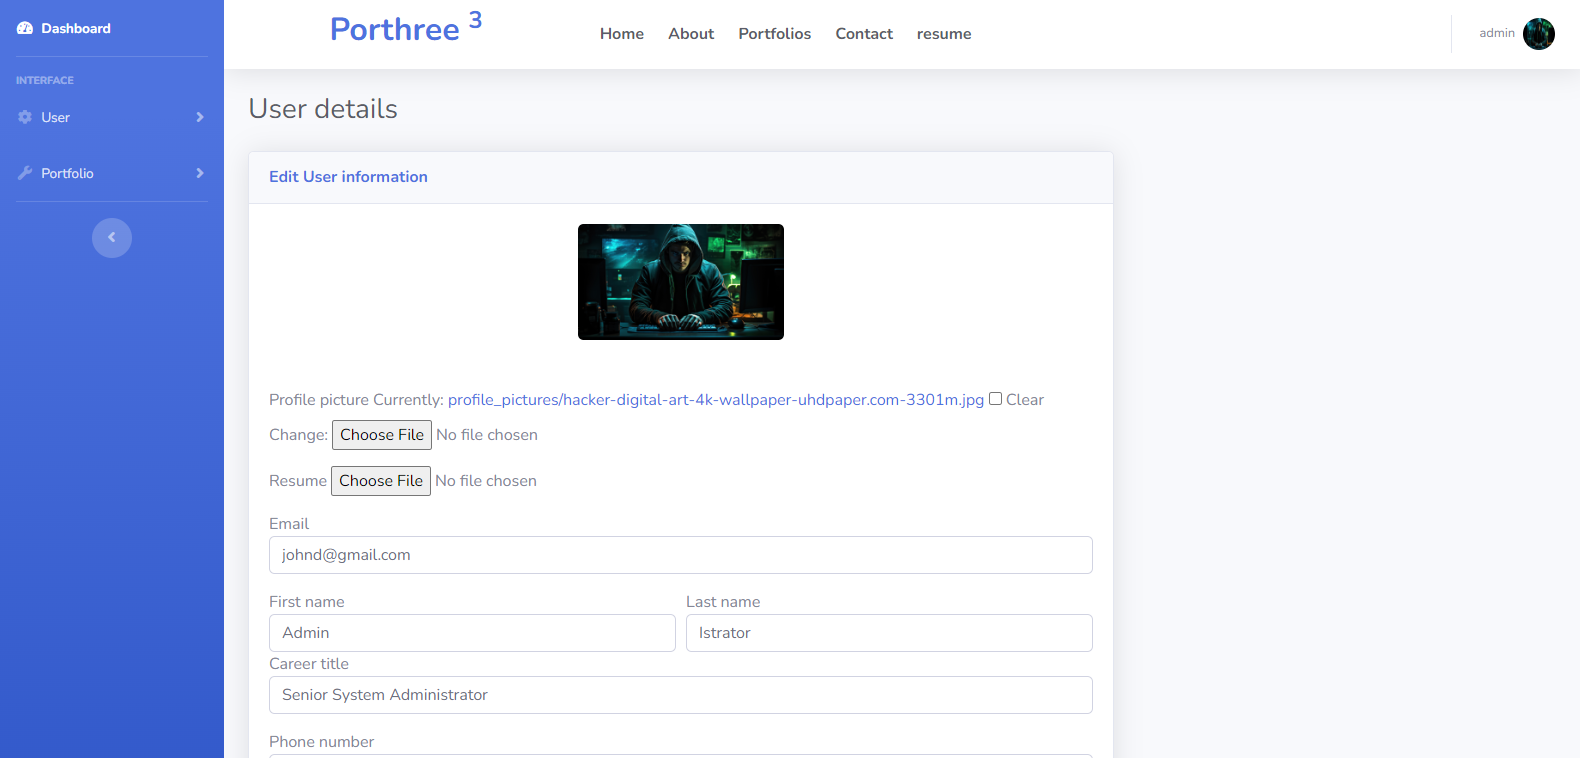 Dashboard
INTERFACE
User
Portfolio
Porthree 3
Home About Portfolios Contact resume
admin
User details
Edit User information
Profile picture Currently: profile_pictures/hacker-digital-art-4k-wallpaper-uhdpaper.com-3301m.jpg Clear
Change: Choose File No file chosen
Resume Choose File No file chosen
Email
johnd@gmail.com
First name Last name
Admin Istrator
Career title
Senior System Administrator
Phone number